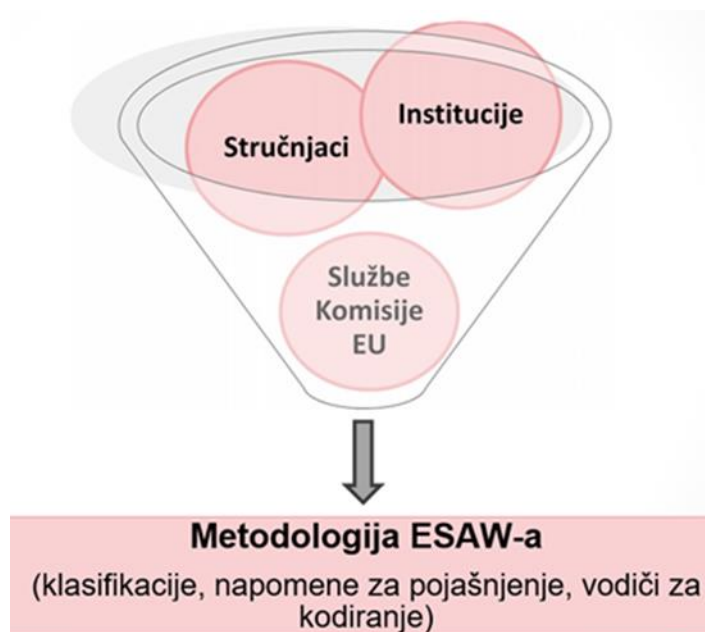 Stručnjaci
Institucije
Službe
Komisije
EU
Metodologija ESAW-a
(klasifikacije, napomene za pojašnjenje, vodiči za
kodiranje)